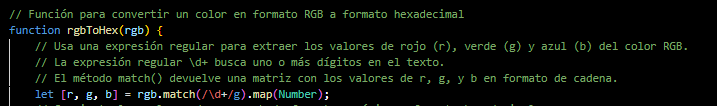 // Función para convertir un color en formato RGB a formato hexadecimal
function rgbToHex(rgb) {
// Usa una expresión regular para extraer los valores de rojo (r), verde (g) y azul (b) del color RGB.
// La expresión regular \d+ busca uno o más dígitos en el texto.
// El método match() devuelve una matriz con los valores de r, g, y b en formato de cadena.
let [r, g, b] = rgb.match(/\d+/g).map(Number);